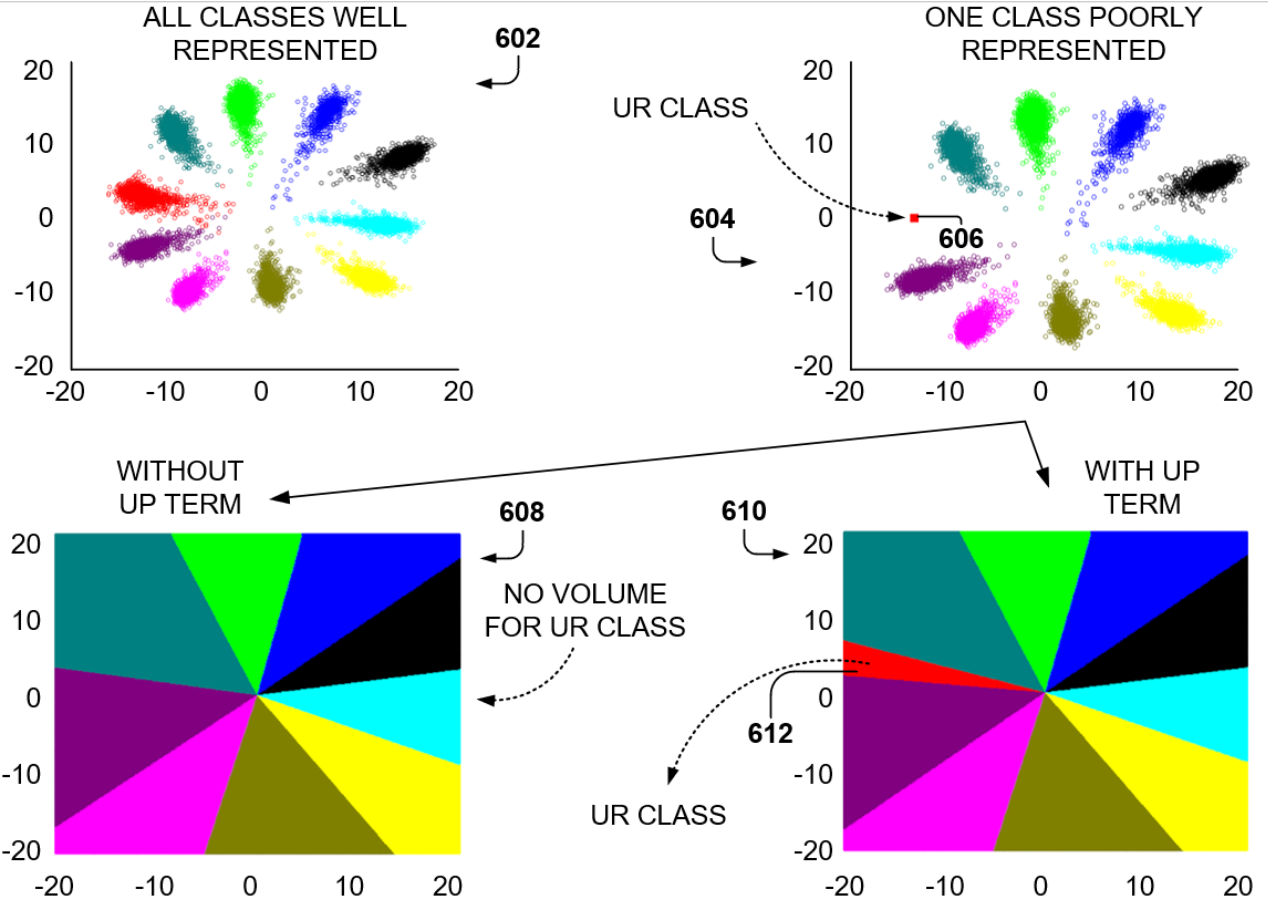 ALL CLASSES WELL
REPRESENTED
602
20
10
0
-10
-20
-20 -10 0 10 20
ONE CLASS POORLY
REPRESENTED
UR CLASS
604
606
20
10
0
-10
-20
-20 -10 0 10 20
WITHOUT
UP TERM
608
NO VOLUME
FOR UR CLASS
20
10
0
-10
-20
-20 -10 0 10 20
WITH UP
TERM
610
612
UR CLASS
20
10
0
-10
-20
-20 -10 0 10 20